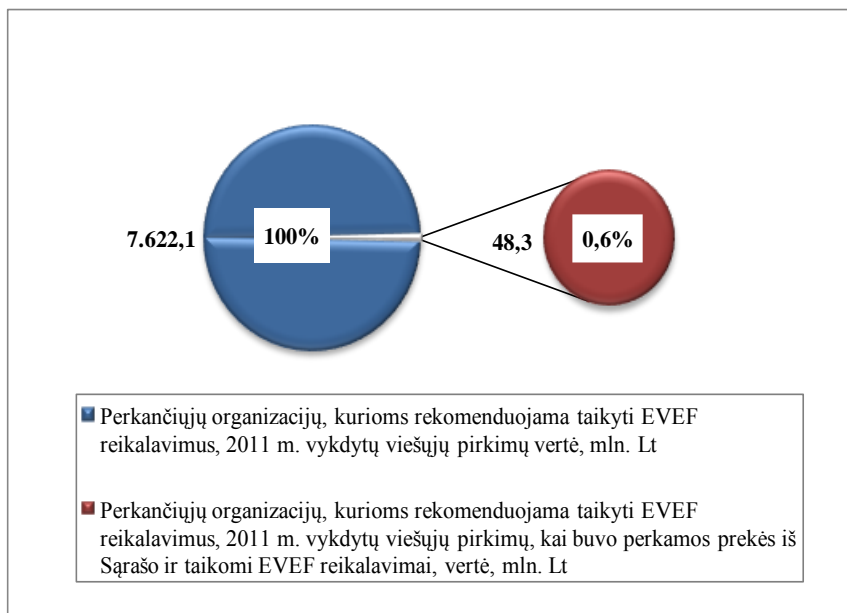 7.622,1
100%
48,3
0,6%
Perkančiųjų organizacijų, kurioms rekomenduojama taikyti EVEF
reikalavimus, 2011 m. vykdytų viešųjų pirkimų vertė, mln. Lt
Perkančiųjų organizacijų, kurioms rekomenduojama taikyti EVEF
reikalavimus, 2011 m. vykdytų viešųjų pirkimų, kai buvo perkamos prekės iš
Sąrašo ir taikomi EVEF reikalavimai, vertė, mln. Lt